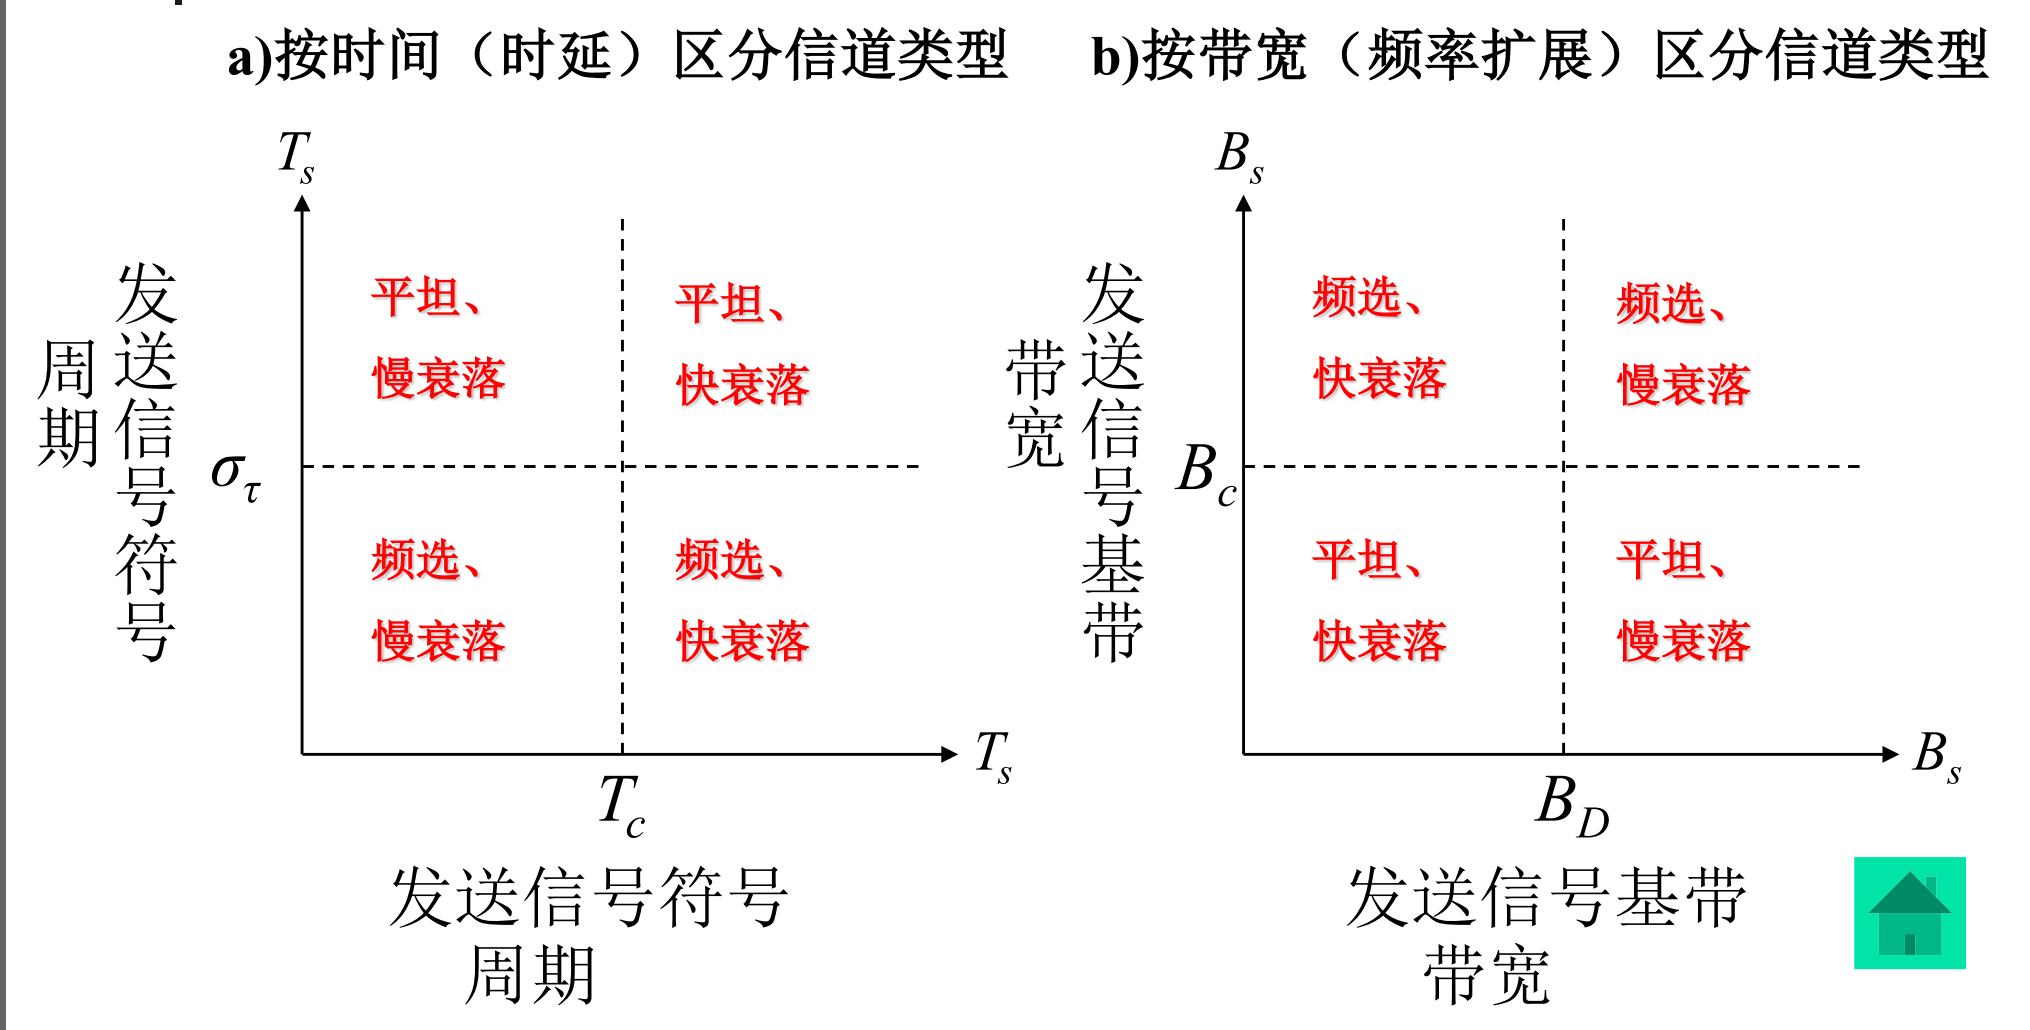 a)按时间（时延）区分信道类型
T_s
发送信号符号
周期
σ_τ
平坦、
慢衰落
平坦、
快衰落
频选、
慢衰落
频选、
快衰落
T_c
T_s
发送信号符号
周期
b)按带宽（频率扩展）区分信道类型
B_s
发送信号基带
带宽
B_c
频选、
快衰落
频选、
慢衰落
平坦、
快衰落
平坦、
慢衰落
B_D
B_s
发送信号基带
带宽